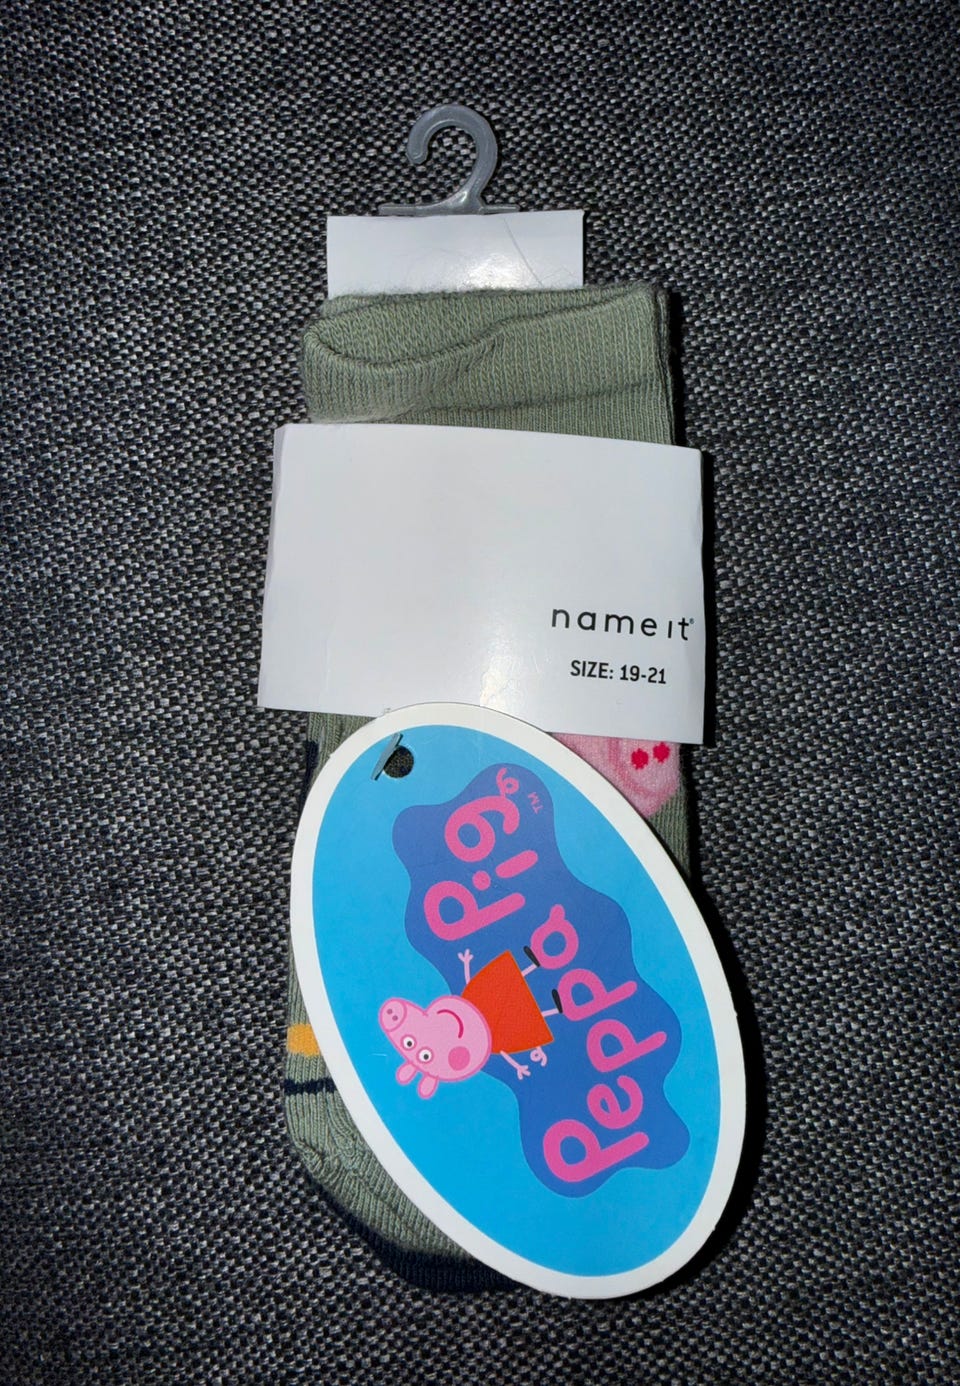 name it®
SIZE: 19-21
Peppa
Pig
TM